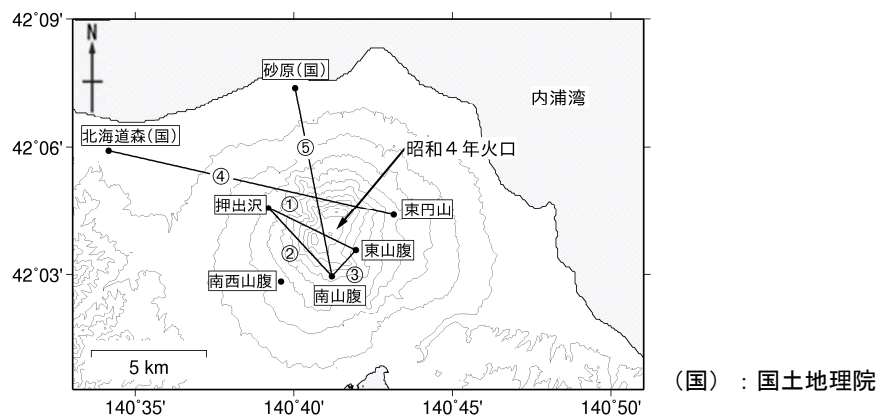 42°09'
N
砂原(国)
内浦湾
42°06'
北海道森(国)
⑤
昭和４年火口
④
押出沢
①
東円山
②
東山腹
42°03'
南西山腹
③
南山腹
5 km
(国) ：国土地理院
140°35'
140°40'
140°45'
140°50'